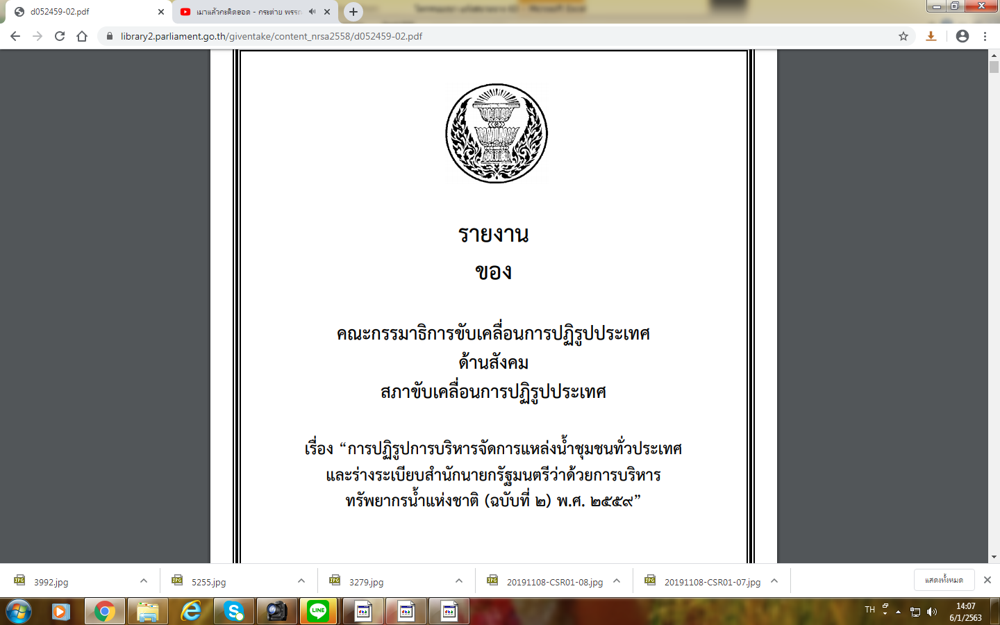 d052459-02.pdf
เมาแล้วกะติดฮอด - กระต่าย พรรณ
library2.parliament.go.th/giventake/content_nrsa2558/d052459-02.pdf
รายงาน
ของ
คณะกรรมาธิการขับเคลื่อนการปฏิรูปประเทศ
ด้านสังคม
สภาขับเคลื่อนการปฏิรูปประเทศ
เรื่อง “การปฏิรูปการบริหารจัดการแหล่งน้ำชุมชนทั่วประเทศ
และร่างระเบียบสำนักนายกรัฐมนตรีว่าด้วยการบริหาร
ทรัพยากรน้ำแห่งชาติ (ฉบับที่ ๒) พ.ศ. ๒๕๕๙”
3992.jpg
5255.jpg
3279.jpg
20191108-CSR01-08.jpg
20191108-CSR01-07.jpg
แสดงทั้งหมด
LINE
TH
14:07
6/1/2563